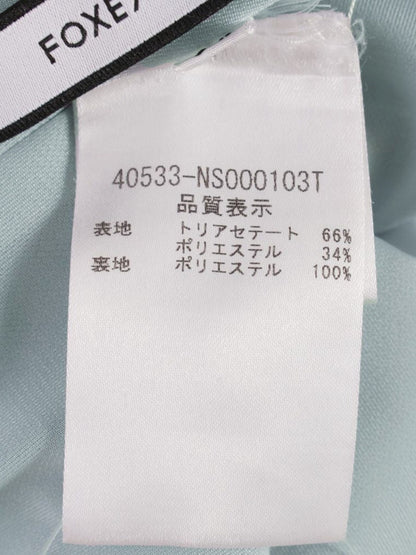 FOXE
40533-NS000103T
品質表示
表地 トリアセテート 66%
ポリエステル 34%
裏地 ポリエステル 100%